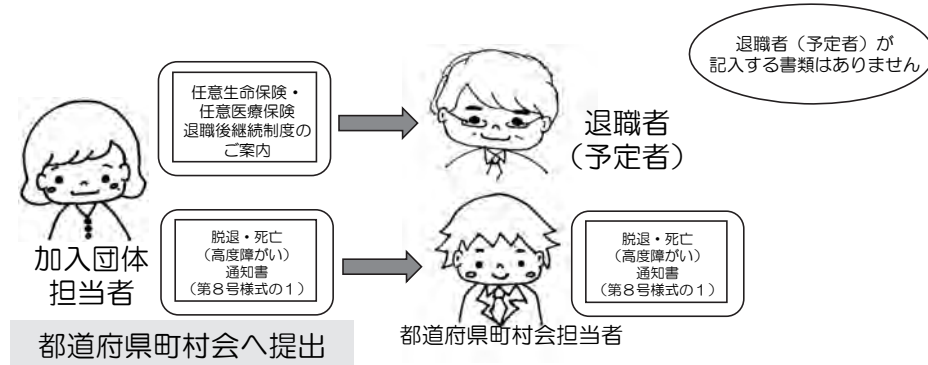 退職者（予定者）が
記入する書類はありません
任意生命保険・
任意医療保険
退職後継続制度の
ご案内
退職者
（予定者）
加入団体
担当者
脱退・死亡
（高度障がい）
通知書
（第８号様式の１）
脱退・死亡
（高度障がい）
通知書
（第８号様式の１）
都道府県町村会へ提出
都道府県町村会担当者